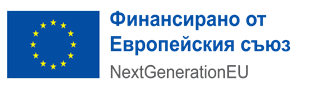 Финансирано от
Европейския съюз
NextGenerationEU